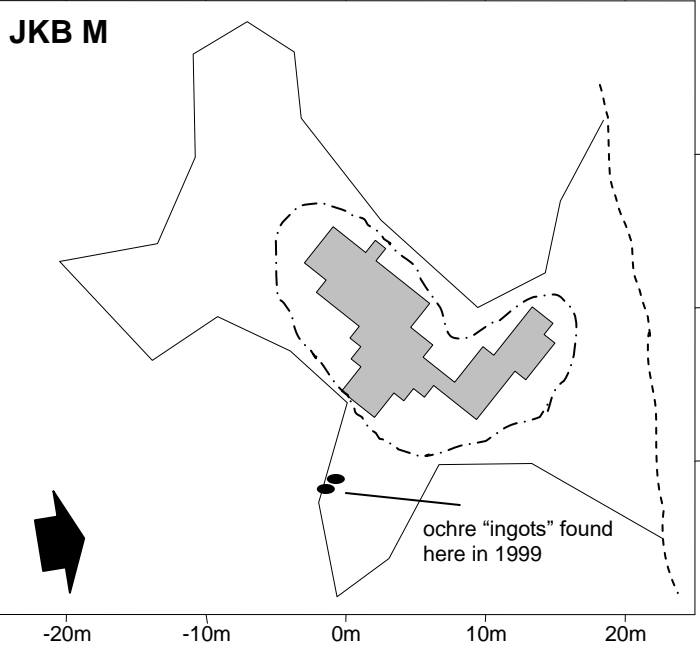 JKB M
ochre “ingots” found
here in 1999
-20m
-10m
0m
10m
20m